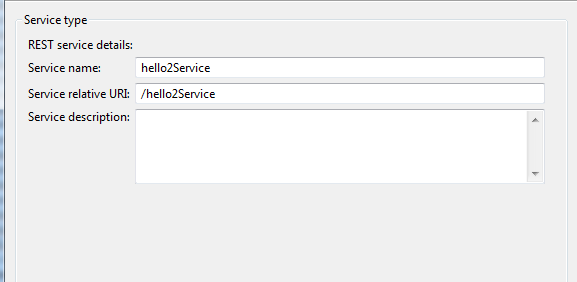 Service type
REST service details:
Service name: hello2Service
Service relative URI: /hello2Service
Service description: